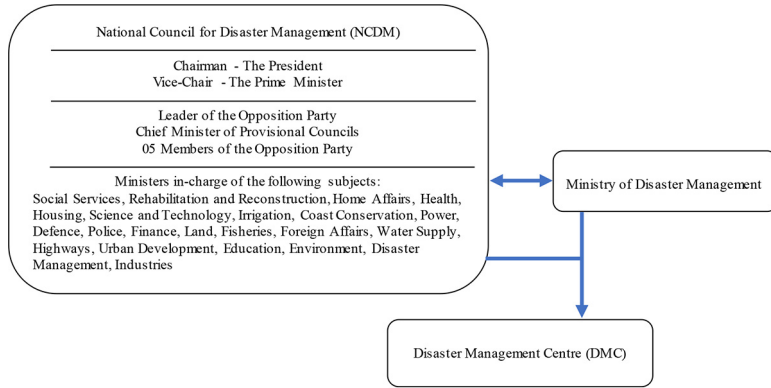 National Council for Disaster Management (NCDM)
Chairman - The President
Vice-Chair - The Prime Minister
Leader of the Opposition Party
Chief Minister of Provisional Councils
05 Members of the Opposition Party
Ministers in-charge of the following subjects:
Social Services, Rehabilitation and Reconstruction, Home Affairs, Health,
Housing, Science and Technology, Irrigation, Coast Conservation, Power,
Defence, Police, Finance, Land, Fisheries, Foreign Affairs, Water Supply,
Highways, Urban Development, Education, Environment, Disaster
Management, Industries
Ministry of Disaster Management
Disaster Management Centre (DMC)